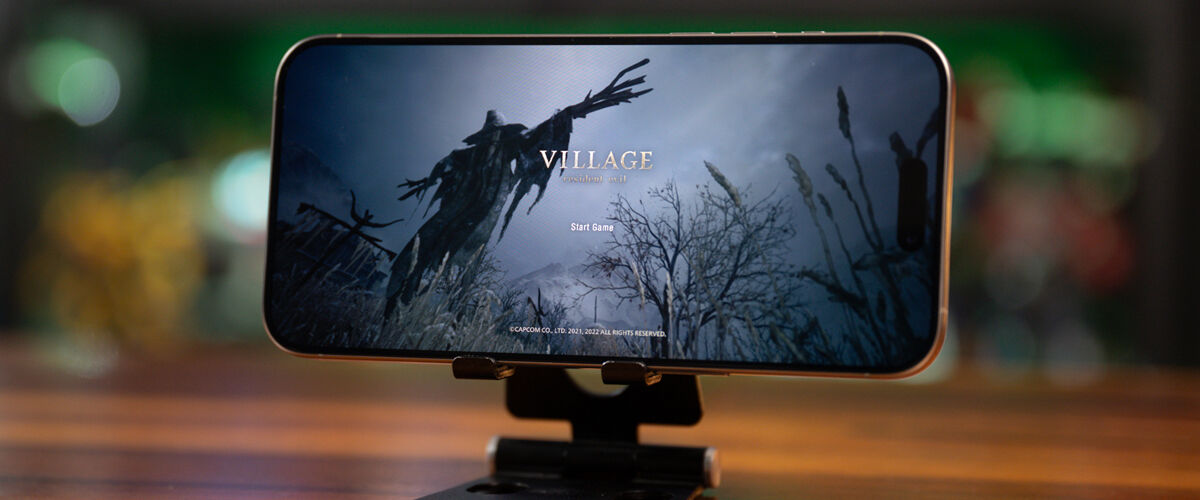 VILLAGE
resident evil
Start Game
©CAPCOM CO., LTD. 2021, 2022 ALL RIGHTS RESERVED.